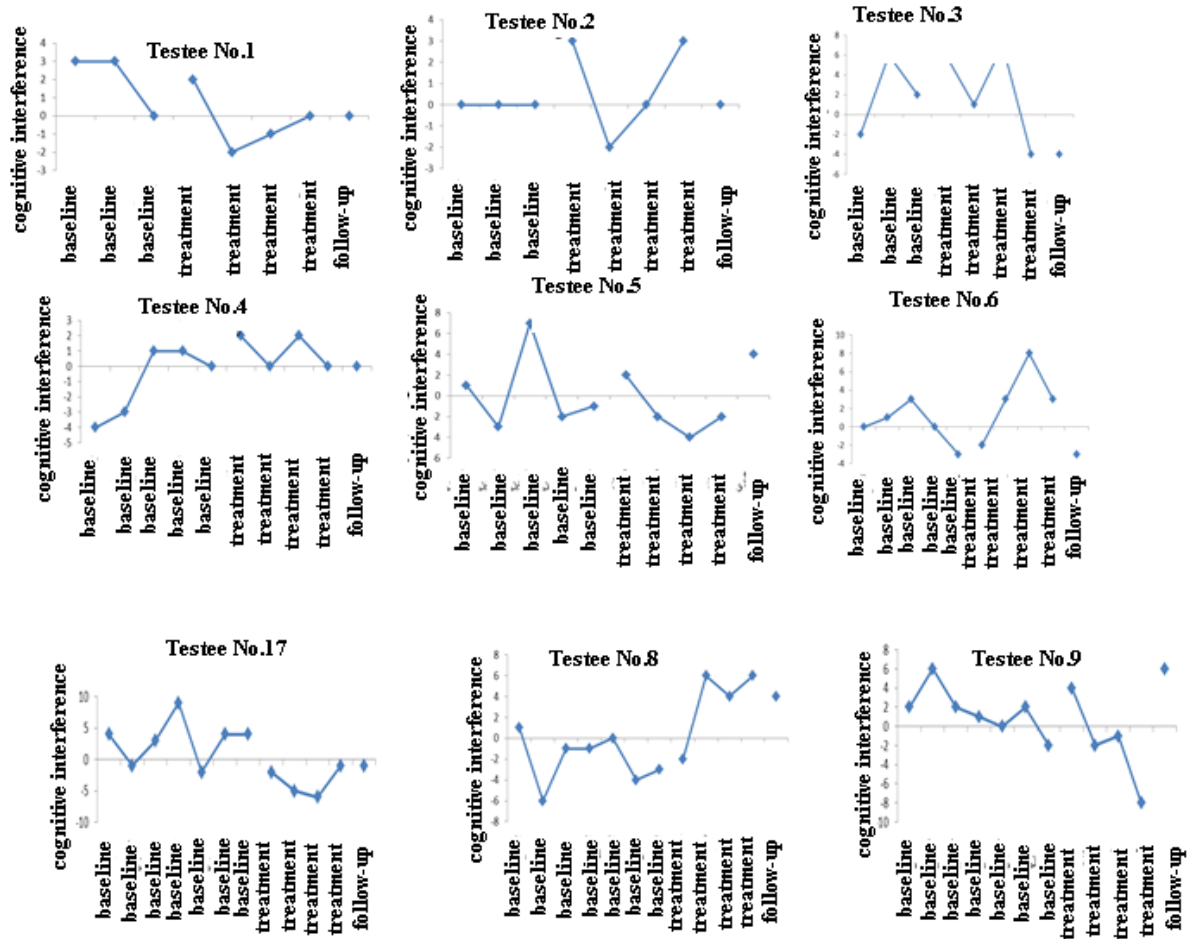 Testee No.1
cognitive interference
4
3
2
1
0
-1
-2
-3
baseline
baseline
baseline
treatment
treatment
treatment
treatment
follow-up
Testee No.2
cognitive interference
4
3
2
1
0
-1
-2
-3
baseline
baseline
baseline
treatment
treatment
treatment
treatment
follow-up
Testee No.3
cognitive interference
8
6
4
2
0
-2
-4
-6
baseline
baseline
baseline
treatment
treatment
treatment
treatment
follow-up
Testee No.4
cognitive interference
3
2
1
0
-1
-2
-3
-4
-5
baseline
baseline
baseline
baseline
baseline
treatment
treatment
treatment
treatment
follow-up
Testee No.5
cognitive interference
8
6
4
2
0
2
4
6
baseline
baseline
baseline
baseline
baseline
treatment
treatment
treatment
treatment
follow-up
Testee No.6
cognitive interference
10
8
6
4
2
0
-2
-4
baseline
baseline
baseline
baseline
baseline
treatment
treatment
treatment
treatment
follow-up
Testee No.17
cognitive interference
10
5
0
-5
-10
baseline
baseline
baseline
baseline
baseline
baseline
baseline
treatment
treatment
treatment
treatment
follow-up
Testee No.8
cognitive interference
8
6
4
2
0
-2
-4
-6
-8
baseline
baseline
baseline
baseline
baseline
baseline
baseline
treatment
treatment
treatment
treatment
follow-up
Testee No.9
cognitive interference
8
6
4
2
0
-2
-4
-6
-8
10
baseline
baseline
baseline
baseline
baseline
baseline
baseline
treatment
treatment
treatment
treatment
follow-up